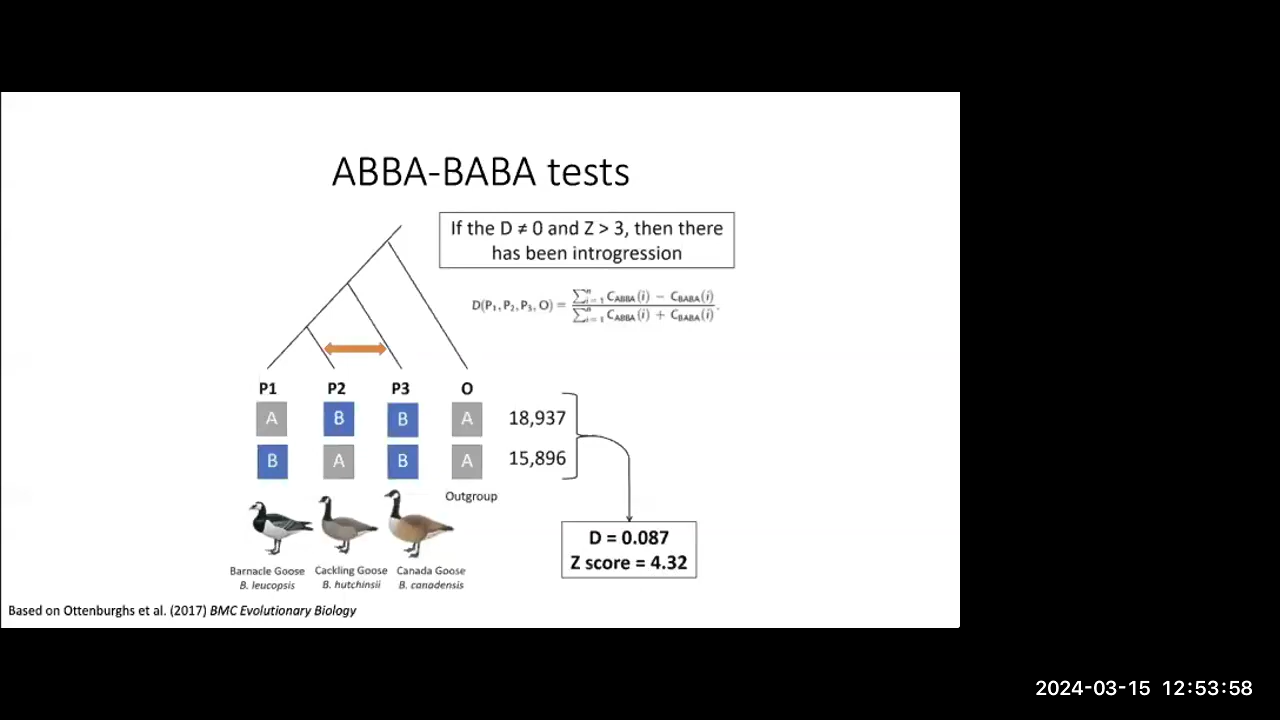 ABBA-BABA tests
If the D ≠ 0 and Z > 3, then there
has been introgression
D(P₁, P₂, P₃, O) = ∑ⁿᵢ₌₁ C_ABBA(i) − C_BABA(i) / ∑ⁿᵢ₌₁ C_ABBA(i) + C_BABA(i).
P1 P2 P3 O
A B B A 18,937
B A B A 15,896
Outgroup
D = 0.087
Z score = 4.32
Barnacle Goose Cackling Goose Canada Goose
B. leucopsis B. hutchinsii B. canadensis
Based on Ottenburghs et al. (2017) BMC Evolutionary Biology
2024-03-15 12:53:58